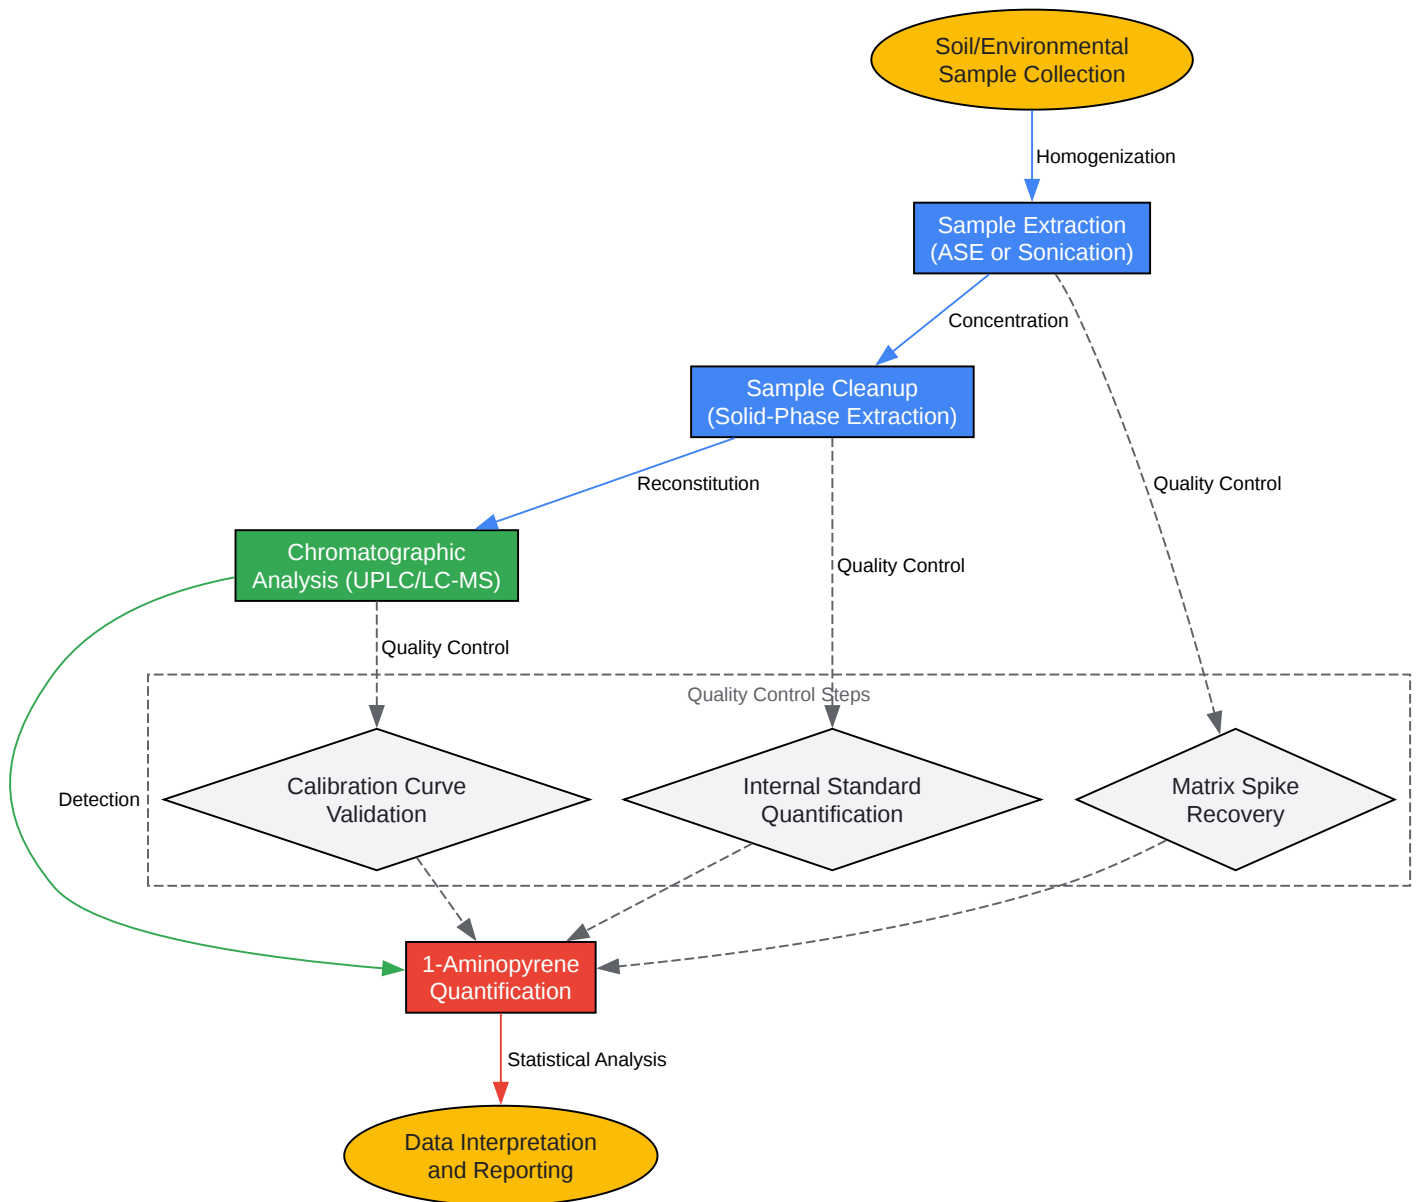 Soil/Environmental
Sample Collection
Homogenization
Sample Extraction
(ASE or Sonication)
Concentration
Sample Cleanup
(Solid-Phase Extraction)
Reconstitution
Quality Control
Chromatographic
Analysis (UPLC/LC-MS)
Quality Control
Quality Control
Quality Control Steps
Calibration Curve
Validation
Internal Standard
Quantification
Matrix Spike
Recovery
Detection
1-Aminopyrene
Quantification
Statistical Analysis
Data Interpretation
and Reporting